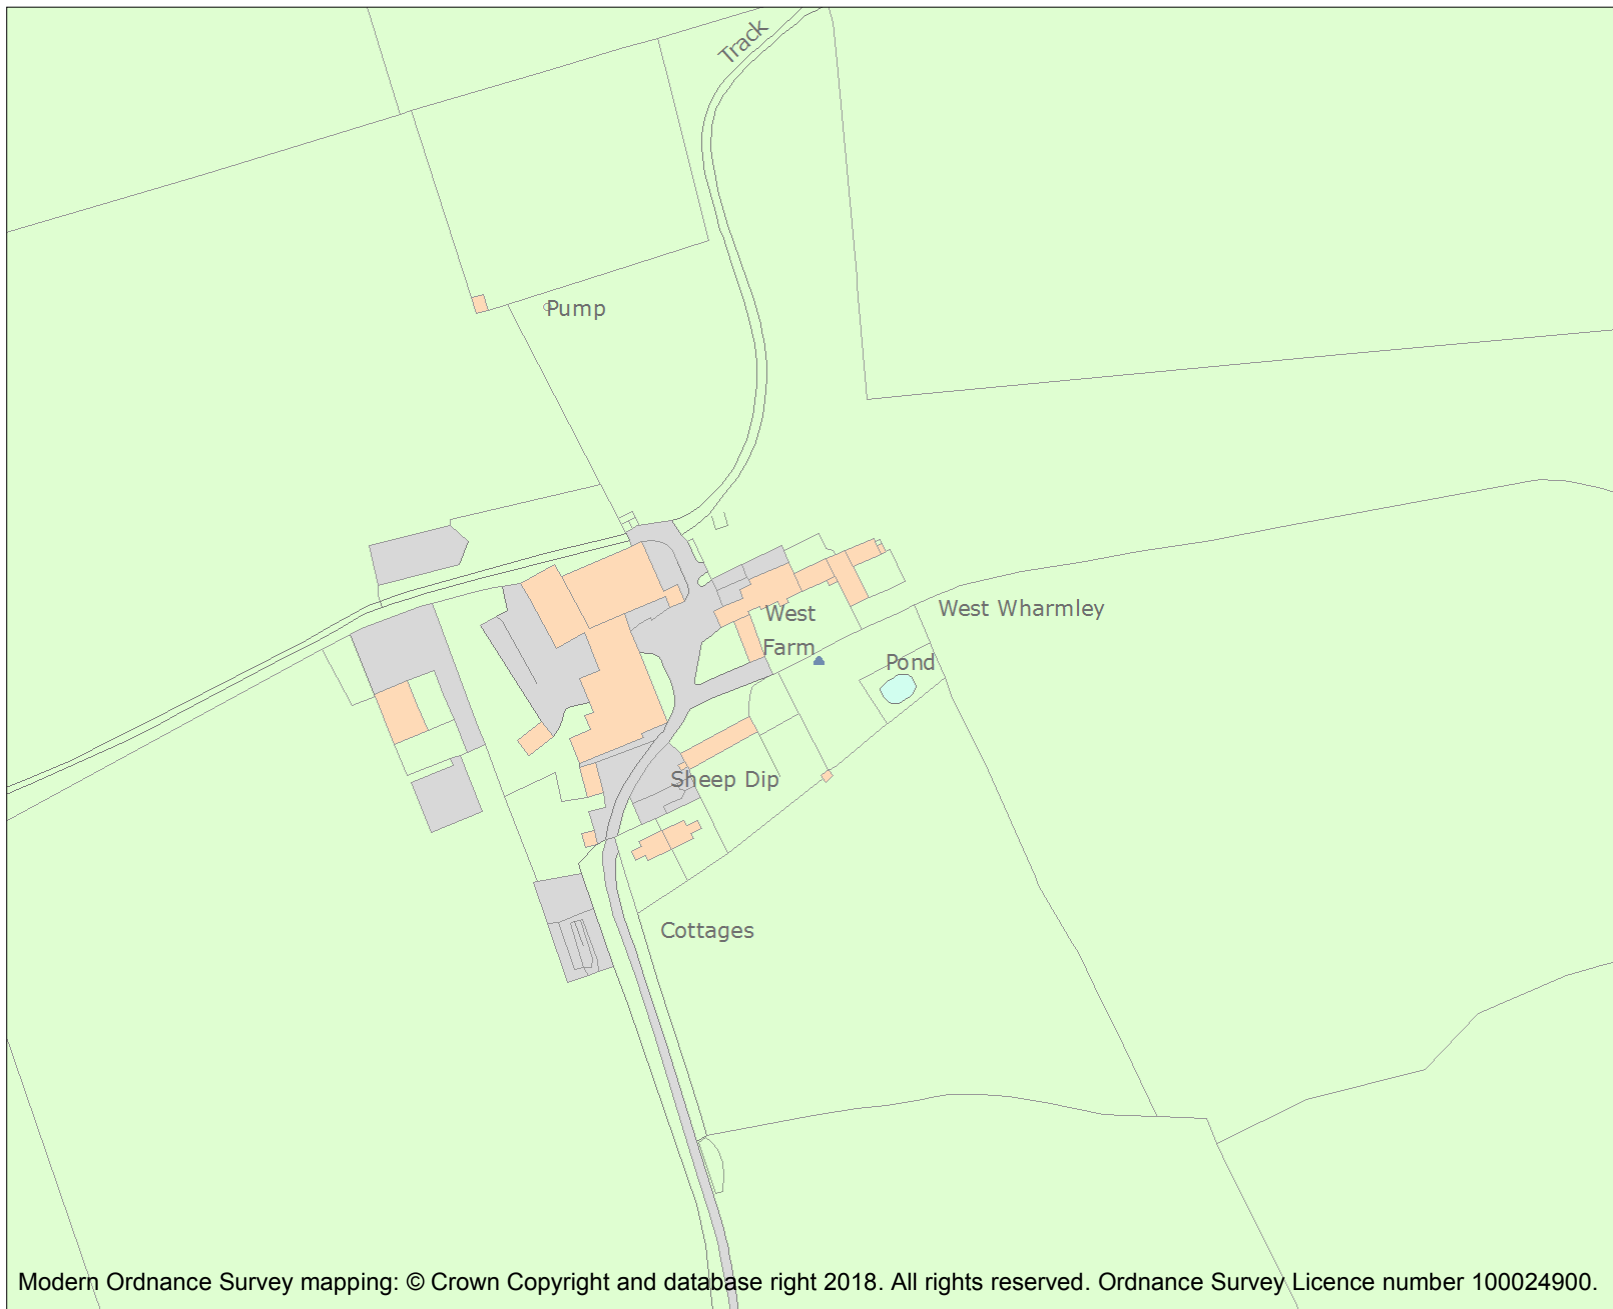 Track
Pump
West
Farm
West Wharmley
Pond
Sheep Dip
Cottages
Modern Ordnance Survey mapping: © Crown Copyright and database right 2018. All rights reserved. Ordnance Survey Licence number 100024900.